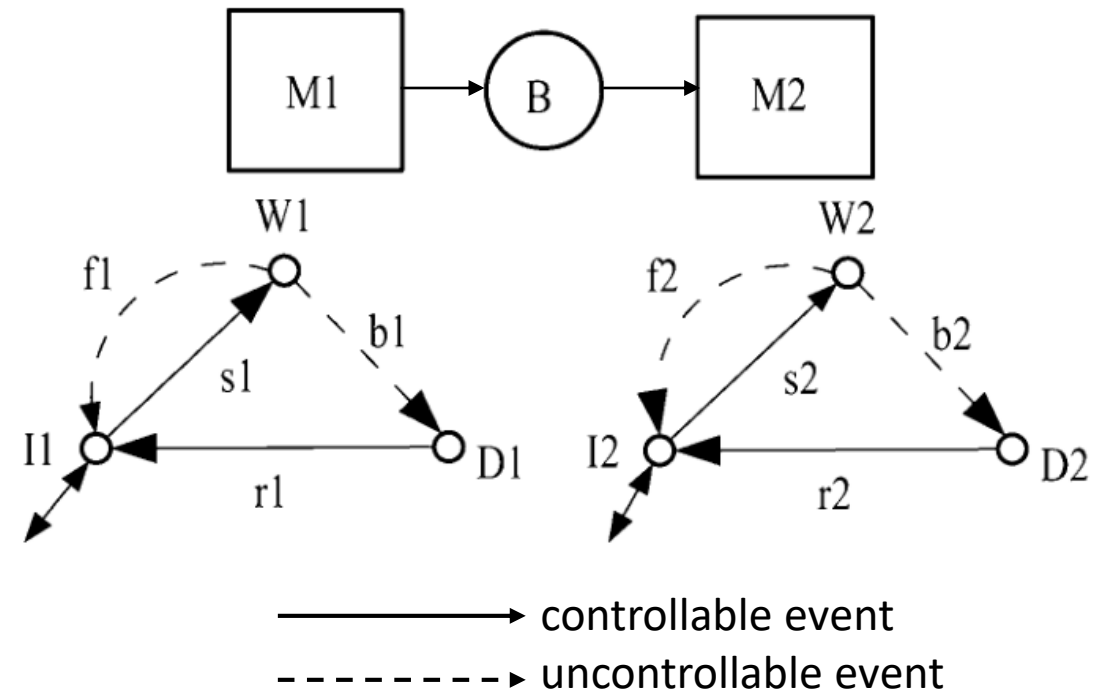 M1 B M2
W1 W2
f1 f2
b1 b2
s1 s2
I1 D1 I2 D2
r1 r2
controllable event
uncontrollable event